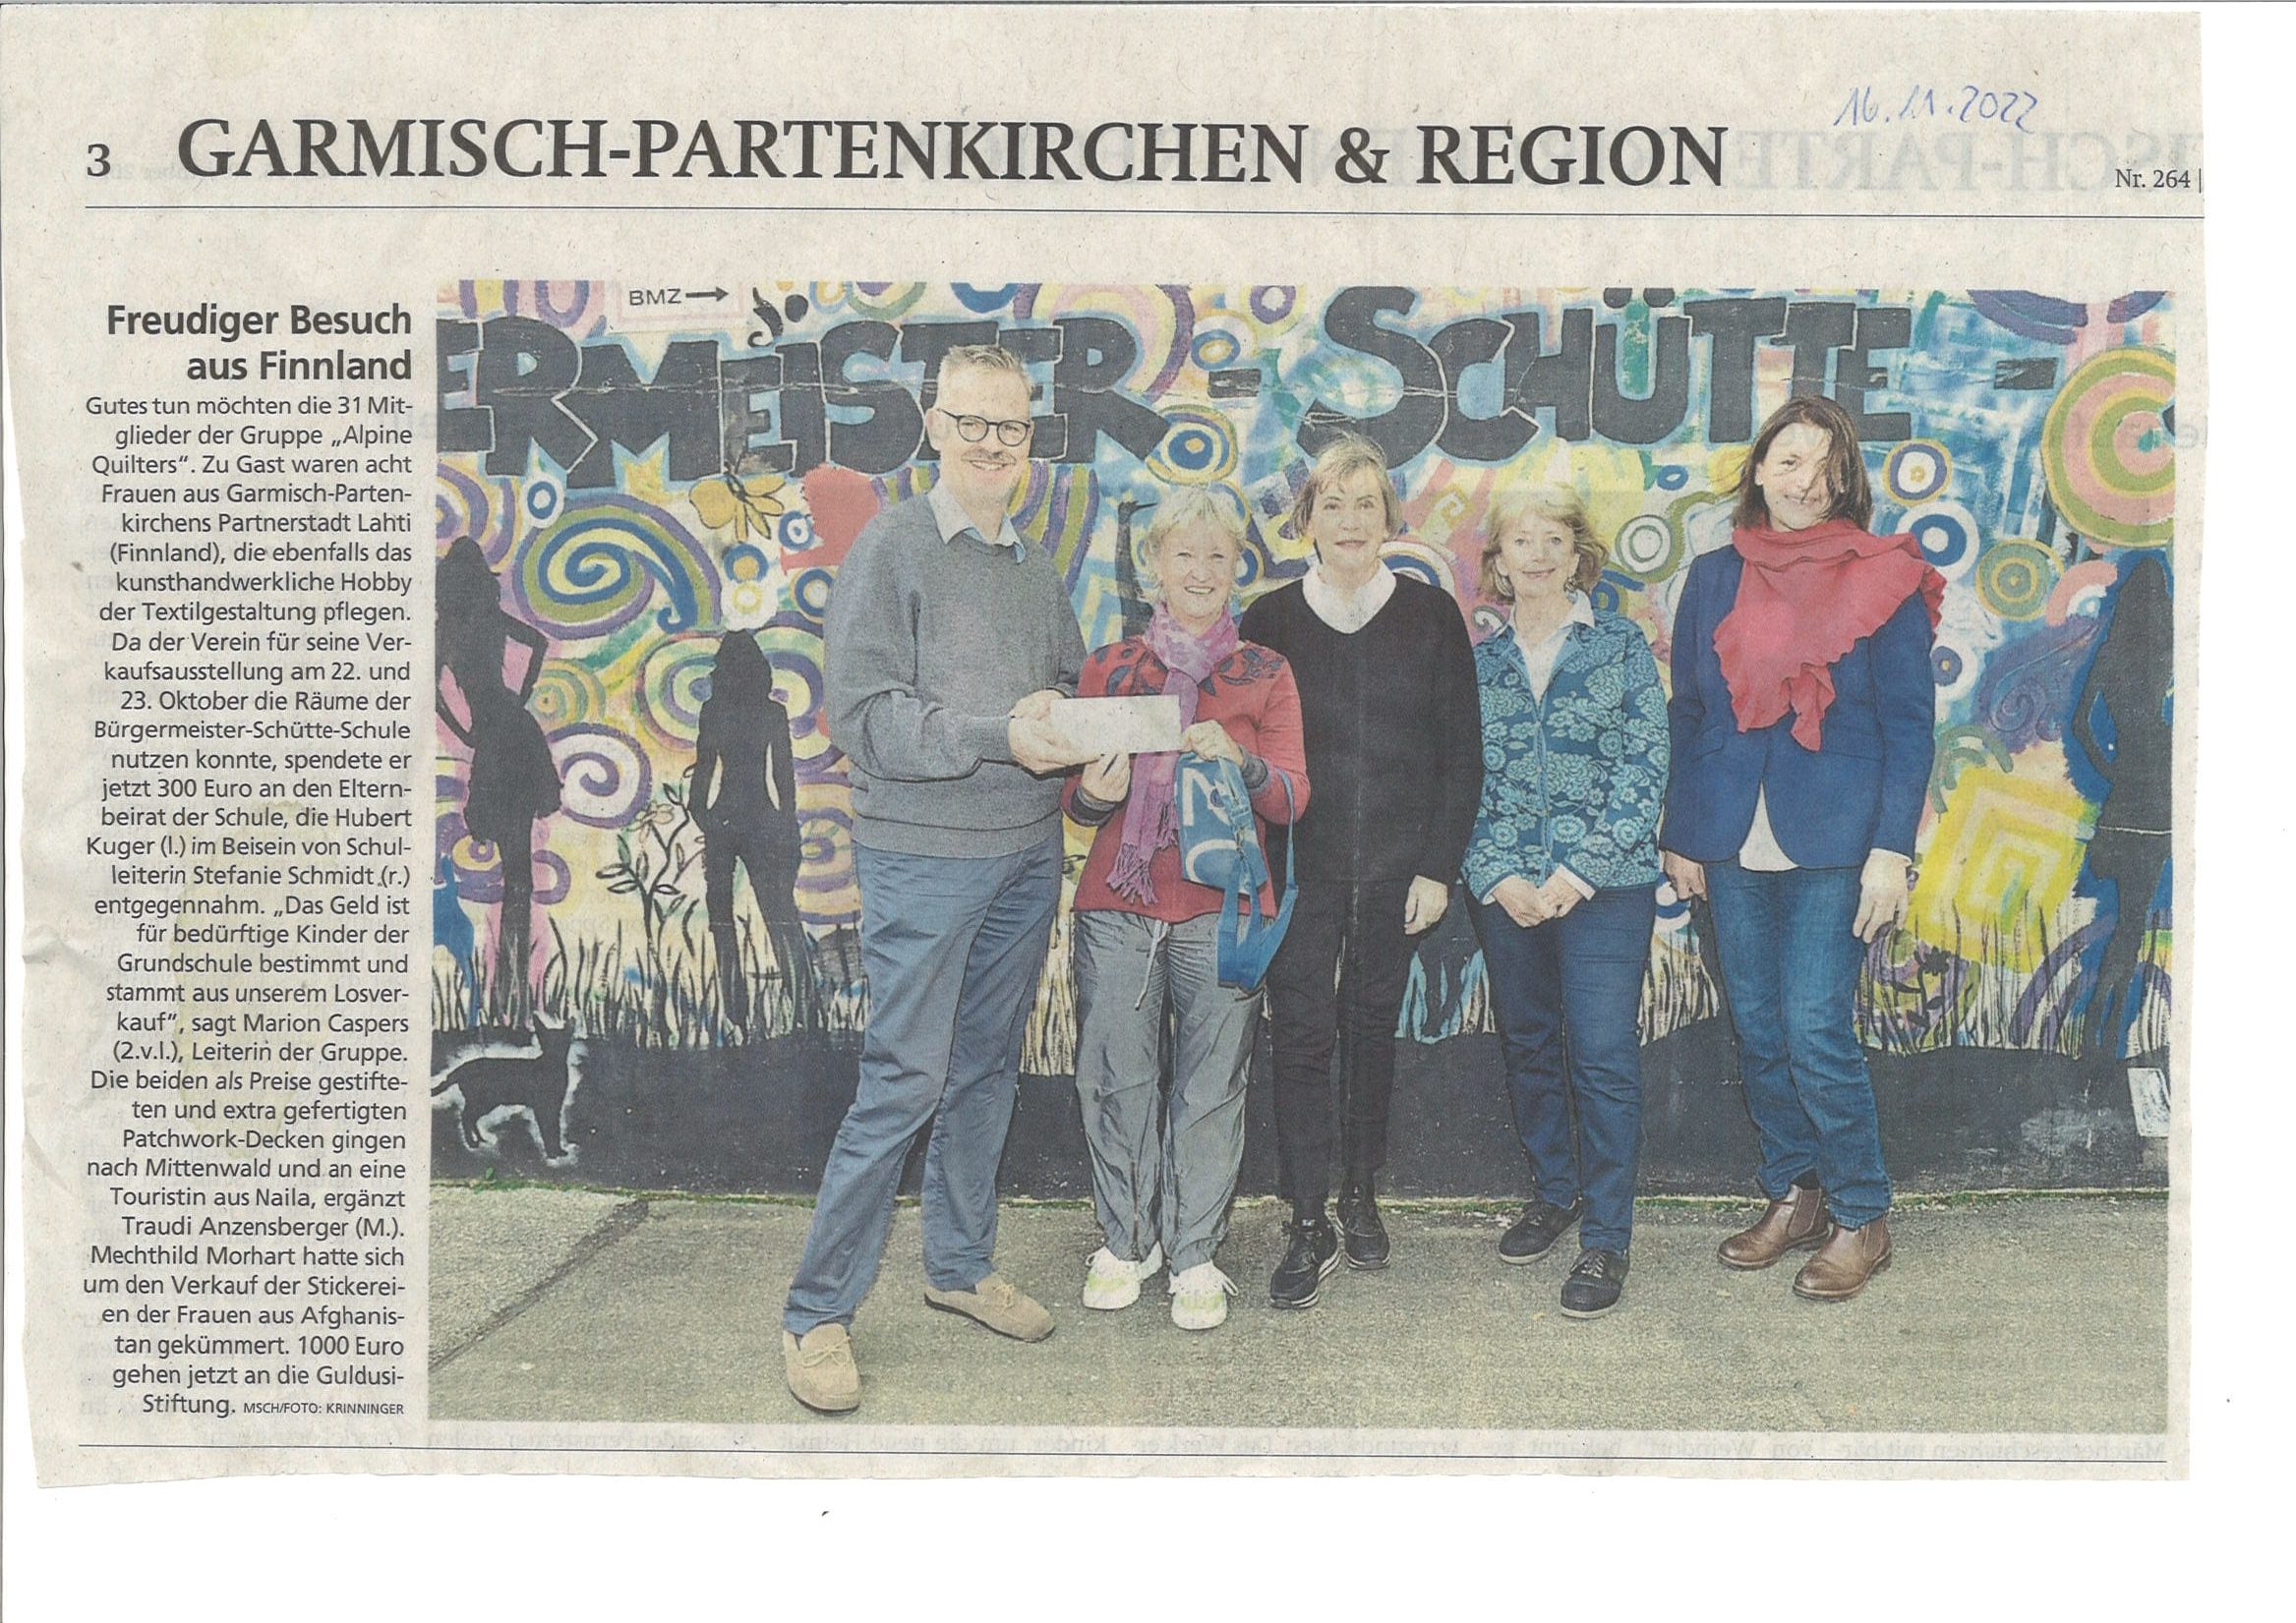 16.11.2022
3 GARMISCH-PARTENKIRCHEN & REGION
Nr. 264 |
Freudiger Besuch
aus Finnland
Gutes tun möchten die 31 Mit-
glieder der Gruppe „Alpine
Quilters“. Zu Gast waren acht
Frauen aus Garmisch-Parten-
kirchens Partnerstadt Lahti
(Finnland), die ebenfalls das
kunsthandwerkliche Hobby
der Textilgestaltung pflegen.
Da der Verein für seine Ver-
kaufsausstellung am 22. und
23. Oktober die Räume der
Bürgermeister-Schütte-Schule
nutzen konnte, spendete er
jetzt 300 Euro an den Eltern-
beirat der Schule, die Hubert
Kuger (l.) im Beisein von Schul-
leiterin Stefanie Schmidt (r.)
entgegennahm. „Das Geld ist
für bedürftige Kinder der
Grundschule bestimmt und
stammt aus unserem Losver-
kauf“, sagt Marion Caspers
(2.v.l.), Leiterin der Gruppe.
Die beiden als Preise gestifte-
ten und extra gefertigten
Patchwork-Decken gingen
nach Mittenwald und an eine
Touristin aus Naila, ergänzt
Traudi Anzensberger (M.).
Mechthild Morhart hatte sich
um den Verkauf der Stickerei-
en der Frauen aus Afghanis-
tan gekümmert. 1000 Euro
gehen jetzt an die Guldusi-
Stiftung. MSCH/FOTO: KRINNINGER
BMZ →
ERMEISTER - SCHÜTTE -